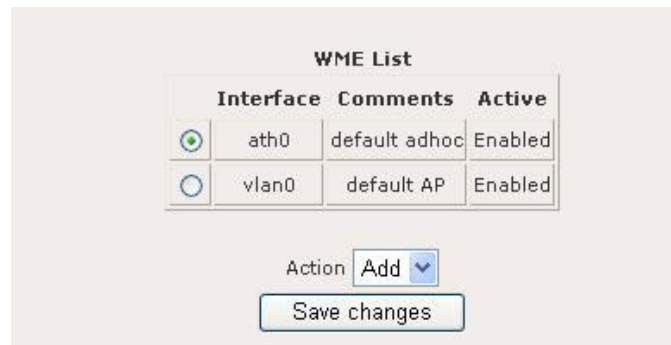 WME List
Interface Comments Active
ath0 default adhoc Enabled
vlan0 default AP Enabled
Action Add
Save changes